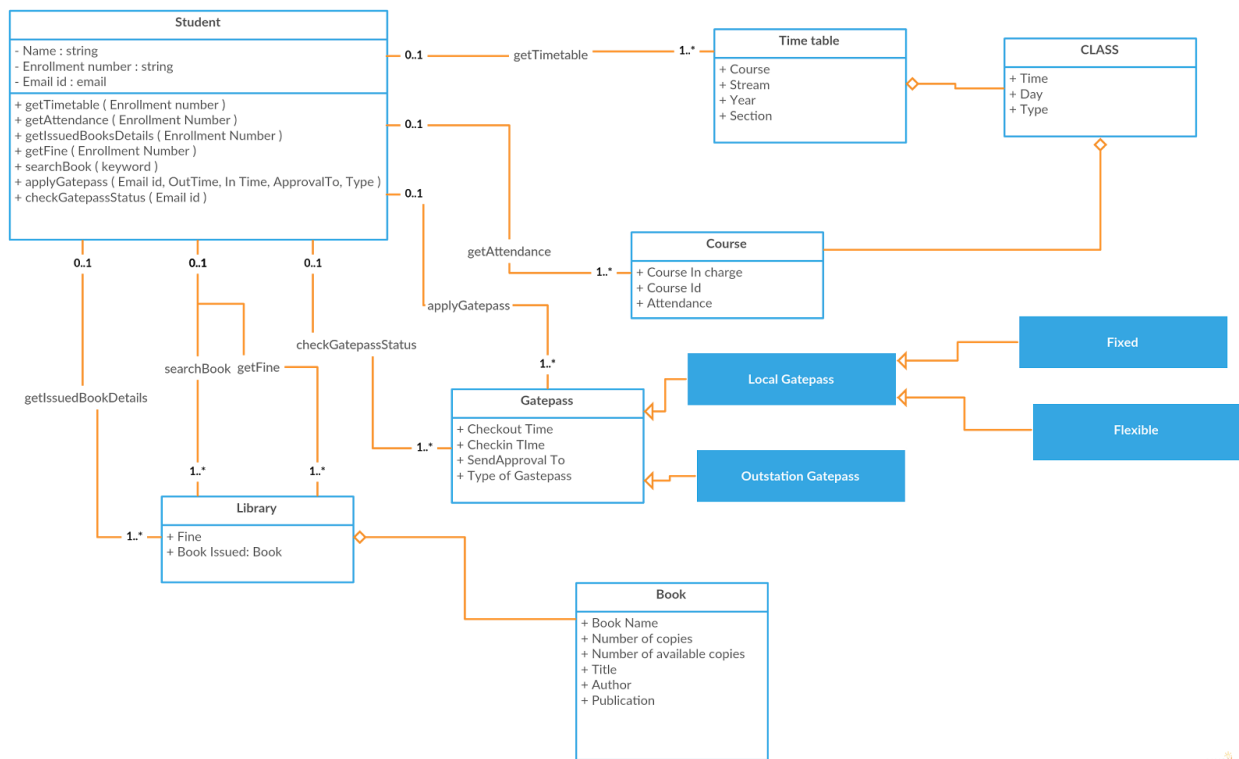 Student
- Name : string
- Enrollment number : string
- Email id : email
+ getTimetable ( Enrollment number )
+ getAttendance ( Enrollment Number )
+ getIssuedBooksDetails ( Enrollment Number )
+ getFine ( Enrollment Number )
+ searchBook ( keyword )
+ applyGatepass ( Email id, OutTime, In Time, ApprovalTo, Type )
+ checkGatepassStatus ( Email id )
0..1
getTimetable
1..*
Time table
+ Course
+ Stream
+ Year
+ Section
CLASS
+ Time
+ Day
+ Type
0..1
getAttendance
1..*
Course
+ Course In charge
+ Course Id
+ Attendance
0..1
applyGatepass
1..*
0..1
0..1
0..1
checkGatepassStatus
1..*
searchBook
getFine
getIssuedBookDetails
1..*
1..*
1..*
Gatepass
+ Checkout Time
+ Checkin TIme
+ SendApproval To
+ Type of Gastepass
Local Gatepass
Fixed
Flexible
Outstation Gatepass
Library
+ Fine
+ Book Issued: Book
Book
+ Book Name
+ Number of copies
+ Number of available copies
+ Title
+ Author
+ Publication